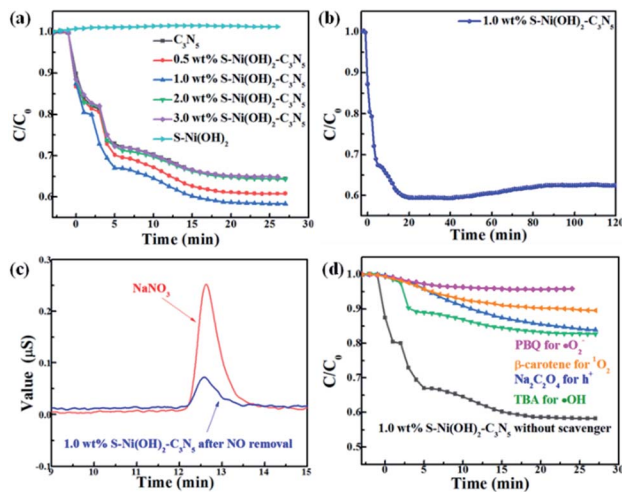 (a)
C₃N₅
0.5 wt% S-Ni(OH)₂-C₃N₅
1.0 wt% S-Ni(OH)₂-C₃N₅
2.0 wt% S-Ni(OH)₂-C₃N₅
3.0 wt% S-Ni(OH)₂-C₃N₅
S-Ni(OH)₂
C/C₀
1.0
0.9
0.8
0.7
0.6
0 5 10 15 20 25 30
Time (min)
(b)
1.0 wt% S-Ni(OH)₂-C₃N₅
C/C₀
1.0
0.9
0.8
0.7
0.6
0 20 40 60 80 100 120
Time (min)
(c)
NaNO₃
1.0 wt% S-Ni(OH)₂-C₃N₅ after NO removal
Value (μS)
0.3
0.2
0.1
0.0
-0.1
9 10 11 12 13 14 15
Time (min)
(d)
PBQ for •O₂⁻
β-carotene for ¹O₂
Na₂C₂O₄ for h⁺
TBA for •OH
1.0 wt% S-Ni(OH)₂-C₃N₅ without scavenger
C/C₀
1.0
0.9
0.8
0.7
0.6
0.5
0 5 10 15 20 25 30
Time (min)